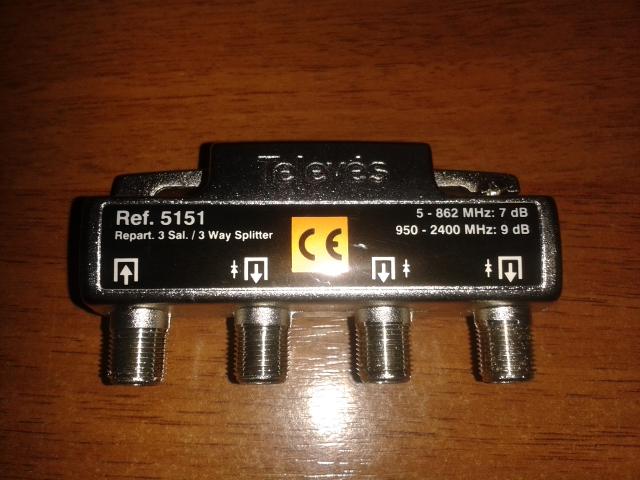 Televés
Ref. 5151
Repart. 3 Sal. / 3 Way Splitter
CE
5 - 862 MHz: 7 dB
950 - 2400 MHz: 9 dB